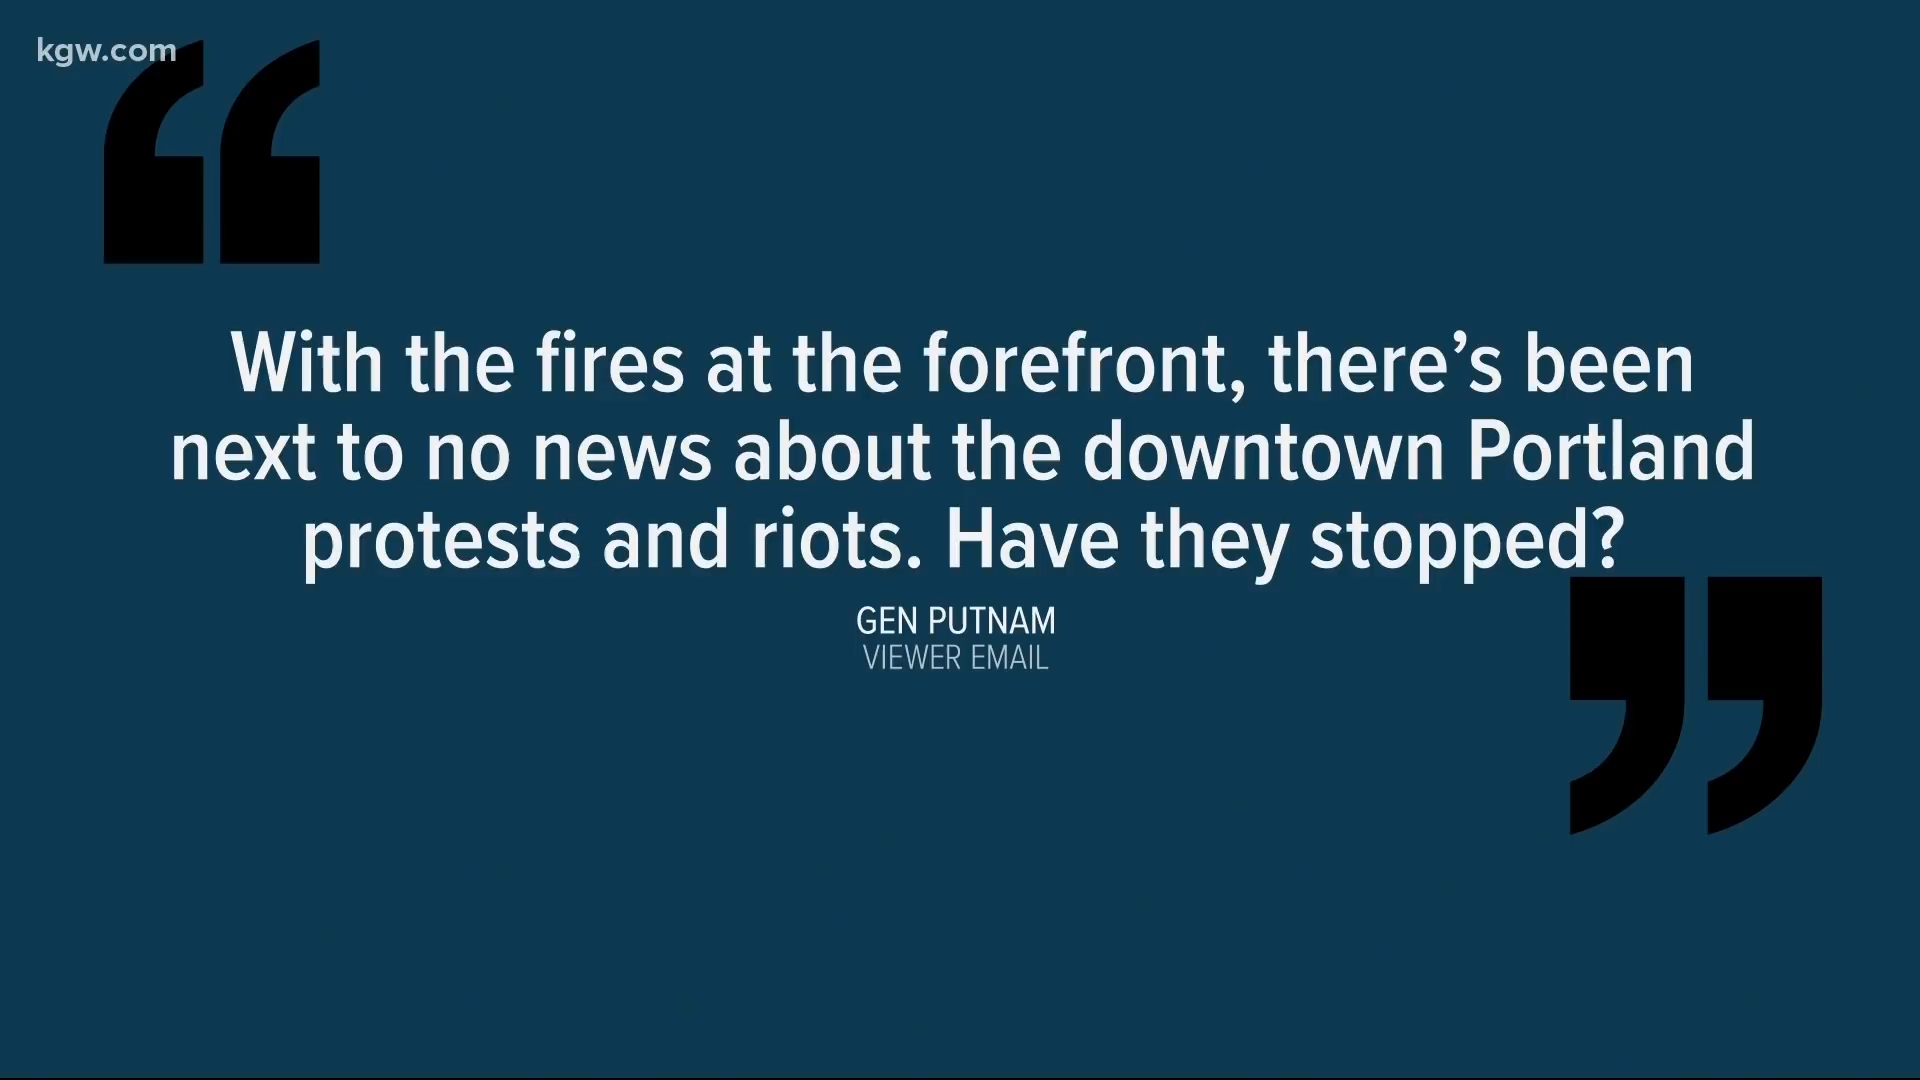 kgw.com
With the fires at the forefront, there’s been
next to no news about the downtown Portland
protests and riots. Have they stopped?
GEN PUTNAM
VIEWER EMAIL